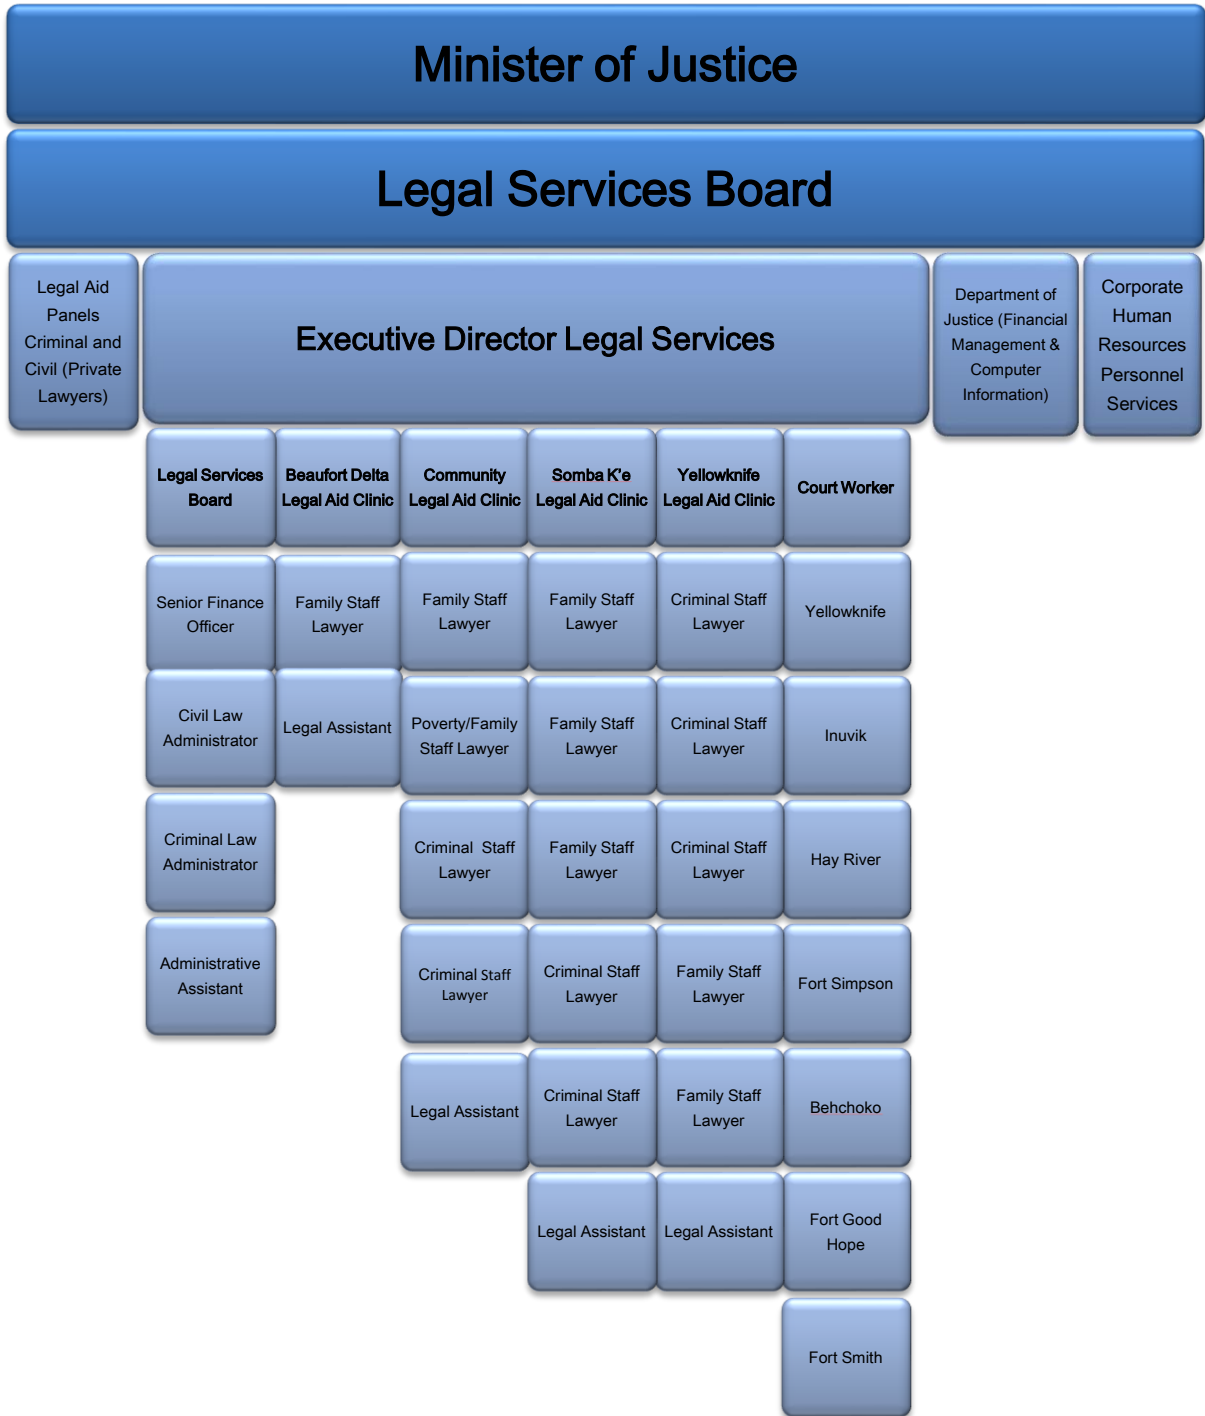 Minister of Justice
Legal Services Board
Legal Aid
Panels
Criminal and
Civil (Private
Lawyers)
Executive Director Legal Services
Department of
Justice (Financial
Management &
Computer
Information)
Corporate
Human
Resources
Personnel
Services
Legal Services
Board
Beaufort Delta
Legal Aid Clinic
Community
Legal Aid Clinic
Somba K'e
Legal Aid Clinic
Yellowknife
Legal Aid Clinic
Court Worker
Senior Finance
Officer
Family Staff
Lawyer
Family Staff
Lawyer
Family Staff
Lawyer
Criminal Staff
Lawyer
Yellowknife
Civil Law
Administrator
Legal Assistant
Poverty/Family
Staff Lawyer
Family Staff
Lawyer
Criminal Staff
Lawyer
Inuvik
Criminal Law
Administrator
Criminal Staff
Lawyer
Family Staff
Lawyer
Criminal Staff
Lawyer
Hay River
Administrative
Assistant
Criminal Staff
Lawyer
Criminal Staff
Lawyer
Family Staff
Lawyer
Fort Simpson
Legal Assistant
Criminal Staff
Lawyer
Family Staff
Lawyer
Behchoko
Legal Assistant
Legal Assistant
Fort Good
Hope
Fort Smith